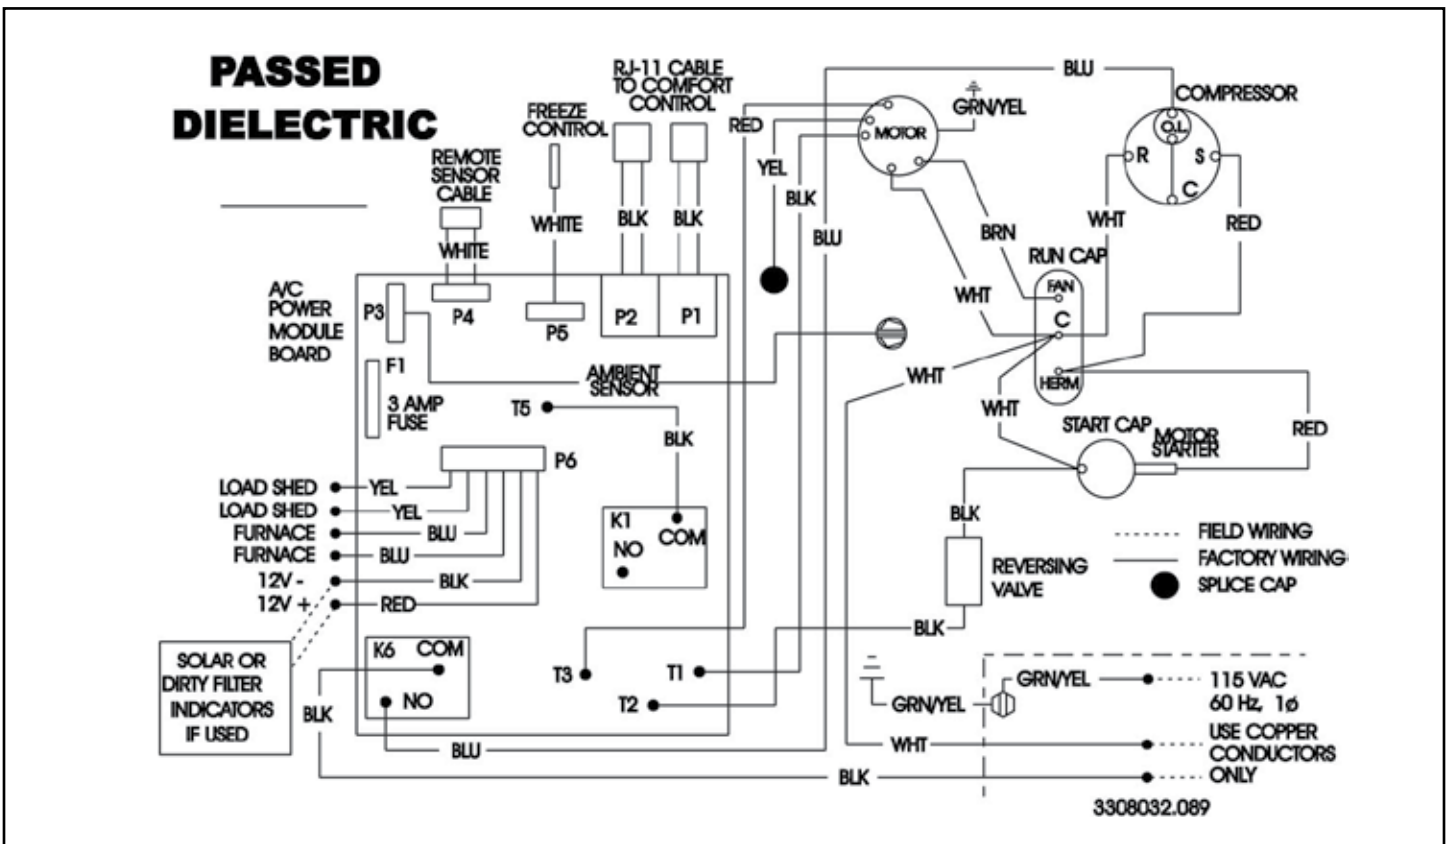 PASSED
DIELECTRIC
REMOTE
SENSOR
CABLE
WHITE
FREEZE
CONTROL
WHITE
RJ-11 CABLE
TO COMFORT
CONTROL
BLK
BLK
RED
YEL
BLK
BLU
BLU
MOTOR
GRN/YEL
COMPRESSOR
O.L.
R
S
C
WHT
RED
BRN
WHT
RUN CAP
FAN
C
HERM
WHT
WHT
START CAP
MOTOR
STARTER
RED
A/C
POWER
MODULE
BOARD
P3
P4
P5
P2
P1
F1
3 AMP
FUSE
AMBIENT
SENSOR
T5
BLK
P6
LOAD SHED
YEL
LOAD SHED
YEL
FURNACE
BLU
FURNACE
BLU
12V -
BLK
12V +
RED
K1
COM
NO
BLK
REVERSING
VALVE
BLK
FIELD WIRING
FACTORY WIRING
SPLICE CAP
SOLAR OR
DIRTY FILTER
INDICATORS
IF USED
K6
COM
NO
BLK
BLU
T3
T1
T2
GRN/YEL
GRN/YEL
115 VAC
60 Hz, 1ø
WHT
USE COPPER
CONDUCTORS
ONLY
BLK
3308032.089